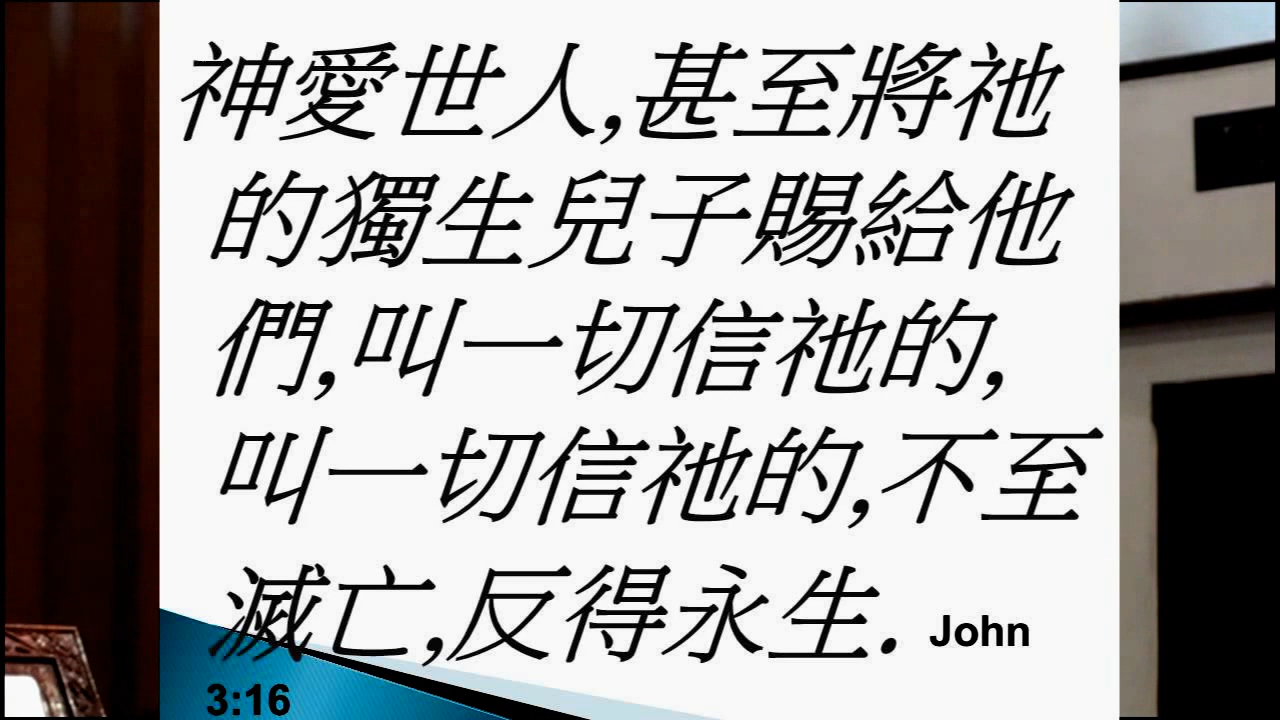 神愛世人,甚至將祂
的獨生兒子賜給他
們,叫一切信祂的,
叫一切信祂的,不至
滅亡,反得永生. John
3:16